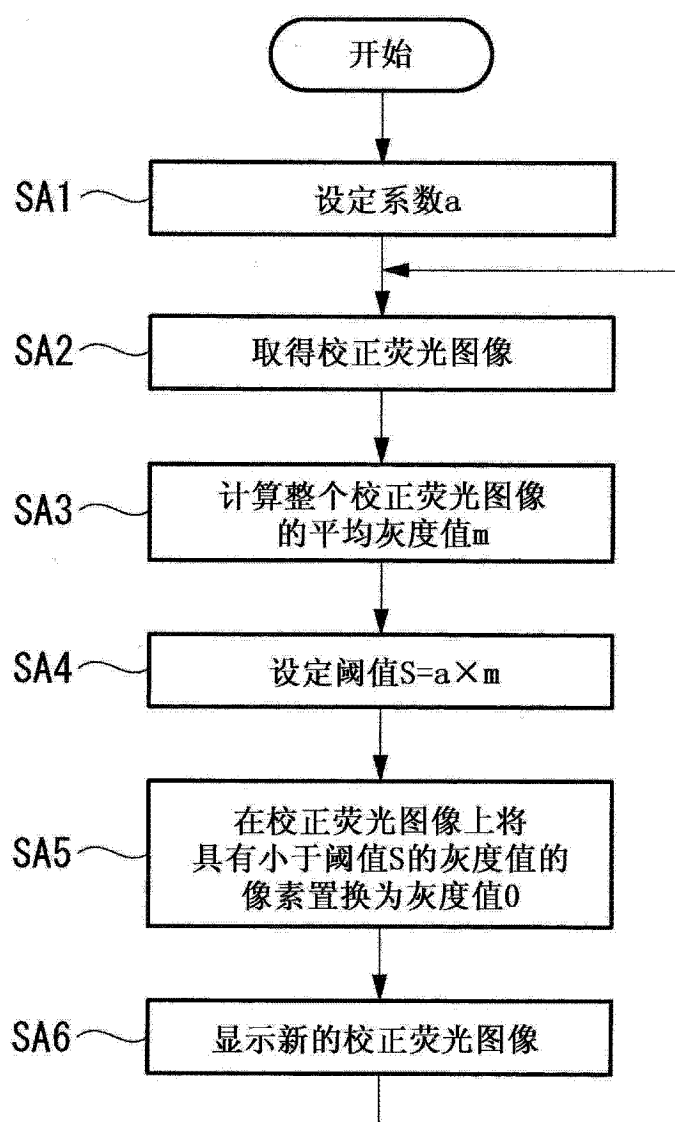 开始
SA1
设定系数a
SA2
取得校正荧光图像
SA3
计算整个校正荧光图像
的平均灰度值m
SA4
设定阈值S=a×m
SA5
在校正荧光图像上将
具有小于阈值S的灰度值的
像素置换为灰度值0
SA6
显示新的校正荧光图像